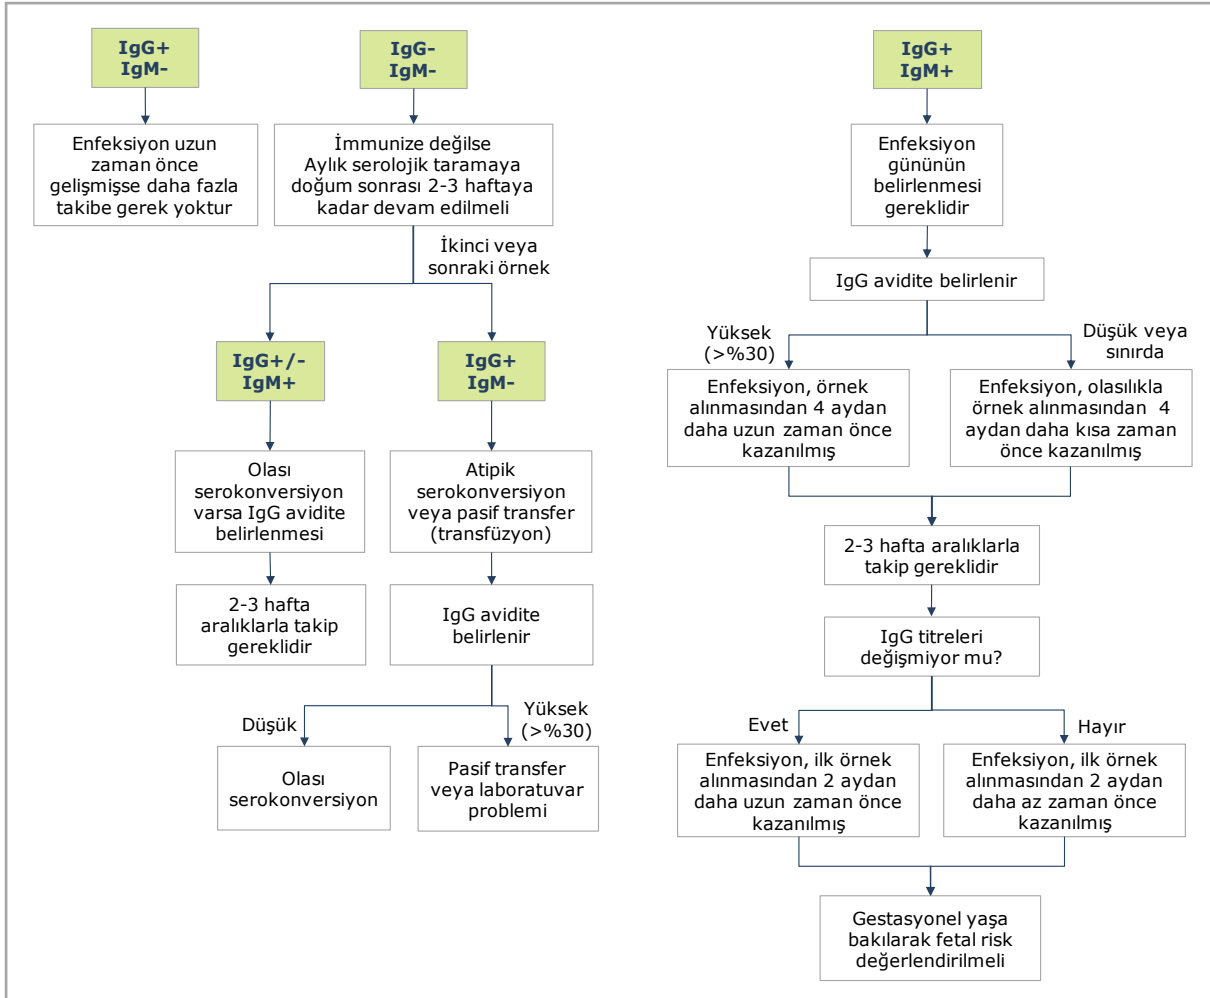 IgG+
IgM-
Enfeksiyon uzun
zaman önce
gelişmişse daha fazla
takibe gerek yoktur
IgG-
IgM-
İmmunize değilse
Aylık serolojik taramaya
doğum sonrası 2-3 haftaya
kadar devam edilmeli
İkinci veya
sonraki örnek
IgG+/-
IgM+
Olası
serokonversiyon
varsa IgG avidite
belirlenmesi
2-3 hafta
aralıklarla takip
gereklidir
IgG+
IgM-
Atipik
serokonversiyon
veya pasif transfer
(transfüzyon)
IgG avidite
belirlenir
Düşük
Olası
serokonversiyon
Yüksek
(>%30)
Pasif transfer
veya laboratuvar
problemi
IgG+
IgM+
Enfeksiyon
gününün
belirlenmesi
gereklidir
IgG avidite belirlenir
Yüksek
(>%30)
Enfeksiyon, örnek
alınmasından 4 aydan
daha uzun zaman önce
kazanılmış
Düşük veya
sınırda
Enfeksiyon, olasılıkla
örnek alınmasından 4
aydan daha kısa zaman
önce kazanılmış
2-3 hafta aralıklarla
takip gereklidir
IgG titreleri
değişmiyor mu?
Evet
Enfeksiyon, ilk örnek
alınmasından 2 aydan
daha uzun zaman önce
kazanılmış
Hayır
Enfeksiyon, ilk örnek
alınmasından 2 aydan
daha az zaman önce
kazanılmış
Gestasyonel yaşa
bakılarak fetal risk
değerlendirilmeli